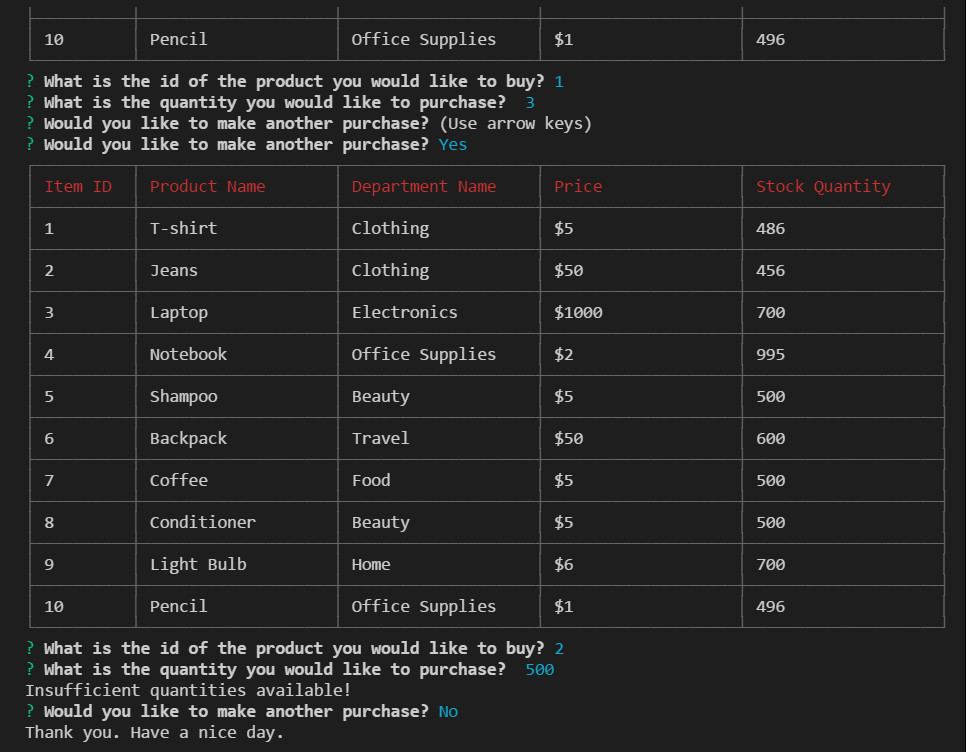 10 Pencil Office Supplies $1 496
? What is the id of the product you would like to buy? 1
? What is the quantity you would like to purchase?  3
? Would you like to make another purchase? (Use arrow keys)
? Would you like to make another purchase? Yes
Item ID Product Name Department Name Price Stock Quantity
1 T-shirt Clothing $5 486
2 Jeans Clothing $50 456
3 Laptop Electronics $1000 700
4 Notebook Office Supplies $2 995
5 Shampoo Beauty $5 500
6 Backpack Travel $50 600
7 Coffee Food $5 500
8 Conditioner Beauty $5 500
9 Light Bulb Home $6 700
10 Pencil Office Supplies $1 496
? What is the id of the product you would like to buy? 2
? What is the quantity you would like to purchase?  500
Insufficient quantities available!
? Would you like to make another purchase? No
Thank you. Have a nice day.